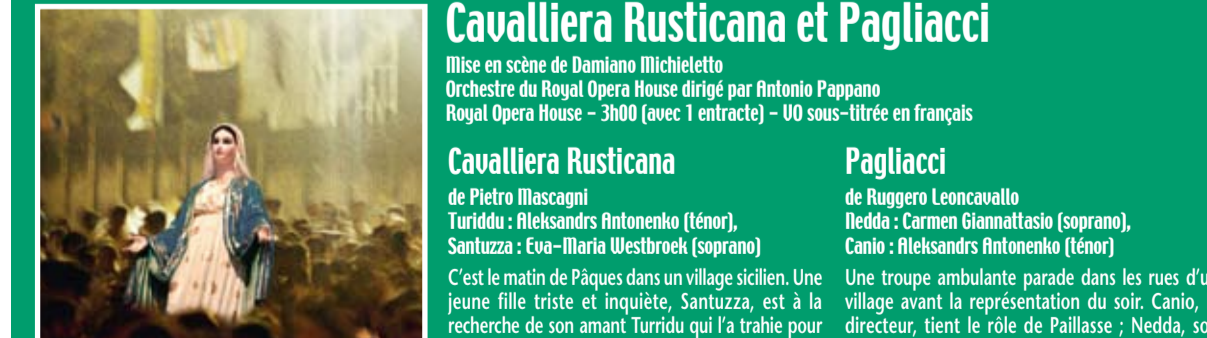 Cavalliera Rusticana et Pagliacci
Mise en scène de Damiano Michieletto
Orchestre du Royal Opera House dirigé par Antonio Pappano
Royal Opera House - 3h00 (avec 1 entracte) - VO sous-titrée en français
Cavalliera Rusticana
de Pietro Mascagni
Turiddu : Aleksandrs Antonenko (ténor),
Santuzza : Eva-Maria Westbroek (soprano)
C'est le matin de Pâques dans un village sicilien. Une
jeune fille triste et inquiète, Santuzza, est à la
recherche de son amant Turridu qui l'a trahie pour
Pagliacci
de Ruggero Leoncavallo
Nedda : Carmen Giannattasio (soprano),
Canio : Aleksandrs Antonenko (ténor)
Une troupe ambulante parade dans les rues d'u
village avant la représentation du soir. Canio,
directeur, tient le rôle de Paillasse ; Nedda, so